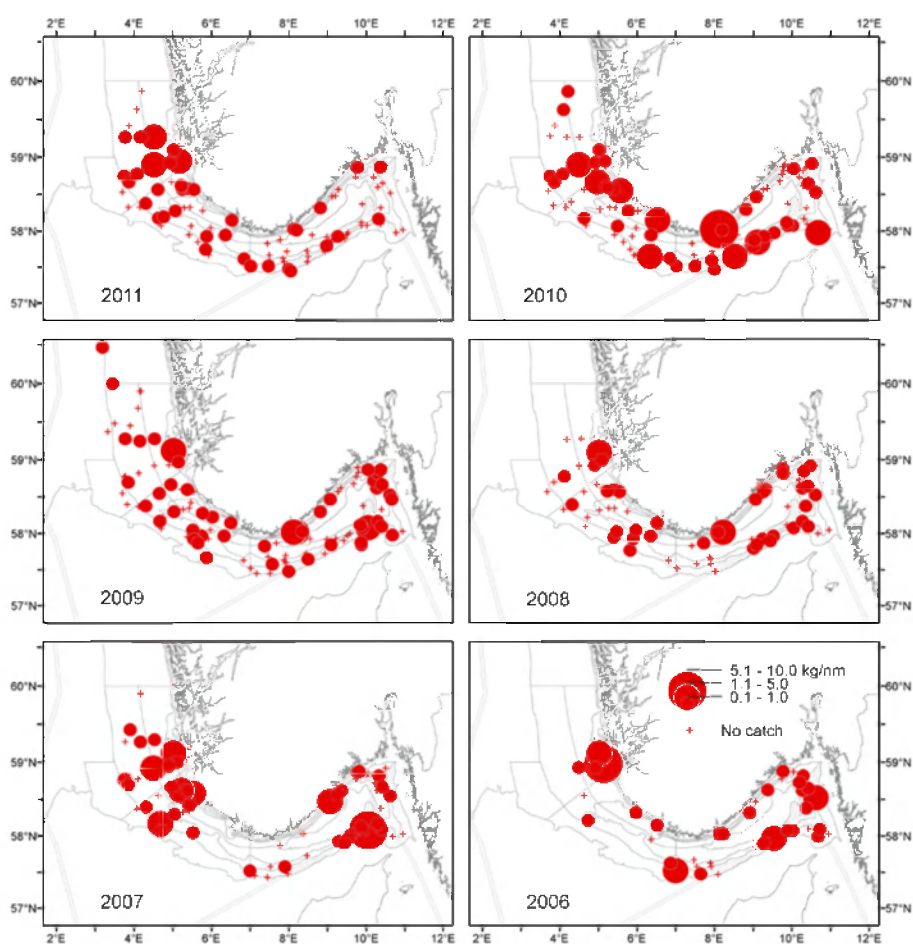 2°E 4°E 6°E 8°E 10°E 12°E 2°E 4°E 6°E 8°E 10°E 12°E
60°N 60°N
59°N 59°N
58°N 58°N
57°N 57°N
2011 2010
60°N 60°N
59°N 59°N
58°N 58°N
57°N 57°N
2009 2008
5.1 - 10.0 kg/nm
1.1 - 5.0
0.1 - 1.0
No catch
60°N 60°N
59°N 59°N
58°N 58°N
57°N 57°N
2007 2006
2°E 4°E 6°E 8°E 10°E 12°E 2°E 4°E 6°E 8°E 10°E 12°E